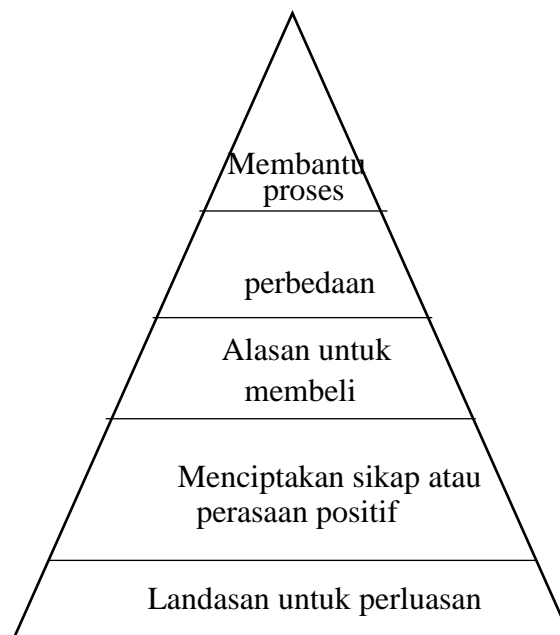 Membantu
proses
perbedaan
Alasan untuk
membeli
Menciptakan sikap atau
perasaan positif
Landasan untuk perluasan